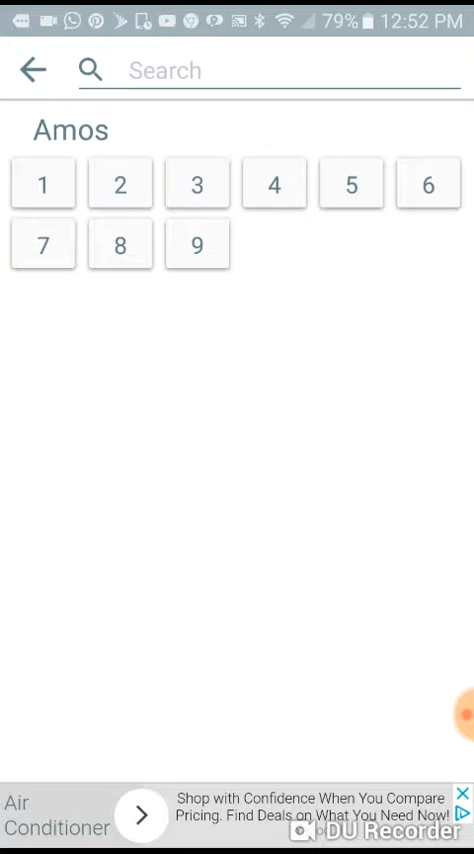 79% 12:52 PM
Search
Amos
1 2 3 4 5 6
7 8 9
Air
Conditioner
Shop with Confidence When You Compare
Pricing. Find Deals on What You Need Now!
DU Recorder